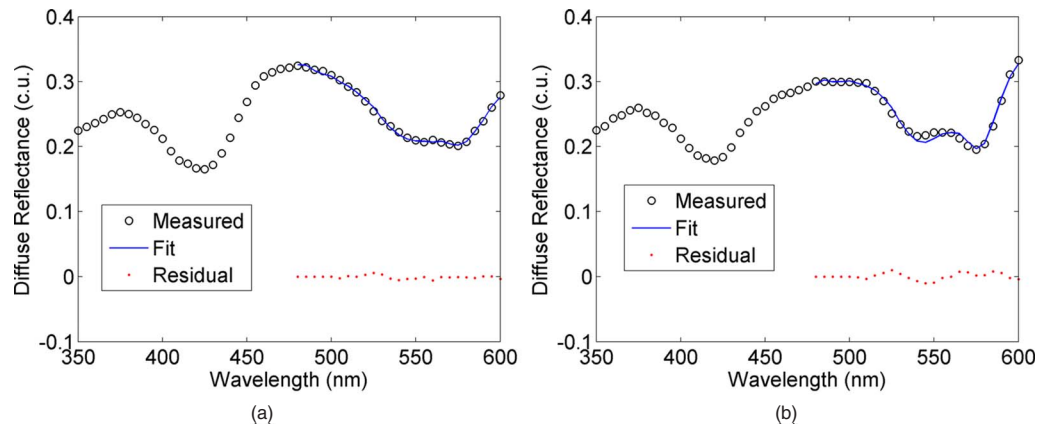 0.4
0.3
0.2
0.1
0
-0.1
Diffuse Reflectance (c.u.)
Measured
Fit
Residual
350 400 450 500 550 600
Wavelength (nm)
(a)
0.4
0.3
0.2
0.1
0
-0.1
Diffuse Reflectance (c.u.)
Measured
Fit
Residual
350 400 450 500 550 600
Wavelength (nm)
(b)